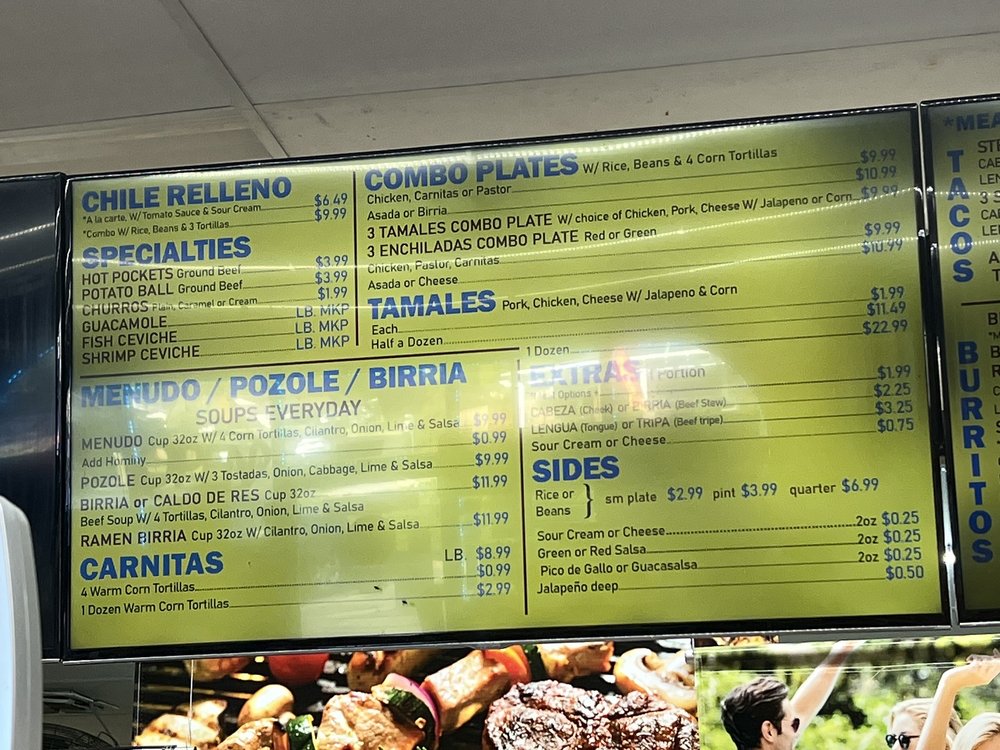 CHILE RELLENO
*A la carte, W/Tomato Sauce & Sour Cream $6.49
*Combo W/ Rice, Beans & 3 Tortillas $9.99
SPECIALTIES
HOT POCKETS Ground Beef $3.99
POTATO BALL Ground Beef $3.99
CHURROS Plain, Caramel or Cream $1.99
GUACAMOLE LB. MKP
FISH CEVICHE LB. MKP
SHRIMP CEVICHE LB. MKP
COMBO PLATES W/ Rice, Beans & 4 Corn Tortillas
Chicken, Carnitas or Pastor $9.99
Asada or Birria $10.99
3 TAMALES COMBO PLATE W/ choice of Chicken, Pork, Cheese W/ Jalapeno or Corn $9.99
3 ENCHILADAS COMBO PLATE Red or Green
Chicken, Pastor, Carnitas $9.99
Asada or Cheese $10.99
TAMALES Pork, Chicken, Cheese W/ Jalapeno & Corn
Each $1.99
Half a Dozen $11.49
1 Dozen $22.99
MENUDO / POZOLE / BIRRIA
SOUPS EVERYDAY
MENUDO Cup 32oz W/ 4 Corn Tortillas, Cilantro, Onion, Lime & Salsa $9.99
Add Hominy $0.99
POZOLE Cup 32oz W/ 3 Tostadas, Onion, Cabbage, Lime & Salsa $9.99
BIRRIA or CALDO DE RES Cup 32oz $11.99
Beef Soup W/ 4 Tortillas, Cilantro, Onion, Lime & Salsa
RAMEN BIRRIA Cup 32oz W/ Cilantro, Onion, Lime & Salsa $11.99
CARNITAS LB. $8.99
4 Warm Corn Tortillas $0.99
1 Dozen Warm Corn Tortillas $2.99
EXTRAS 1 Portion
Options $1.99
CABEZA (Cheek) or BIRRIA (Beef Stew) $2.25
LENGUA (Tongue) or TRIPA (Beef tripe) $3.25
Sour Cream or Cheese $0.75
SIDES
Rice or Beans } sm plate $2.99 pint $3.99 quarter $6.99
Sour Cream or Cheese 2oz $0.25
Green or Red Salsa 2oz $0.25
Pico de Gallo or Guacasalsa 2oz $0.25
Jalapeño deep $0.50
TACOS
BURRITOS